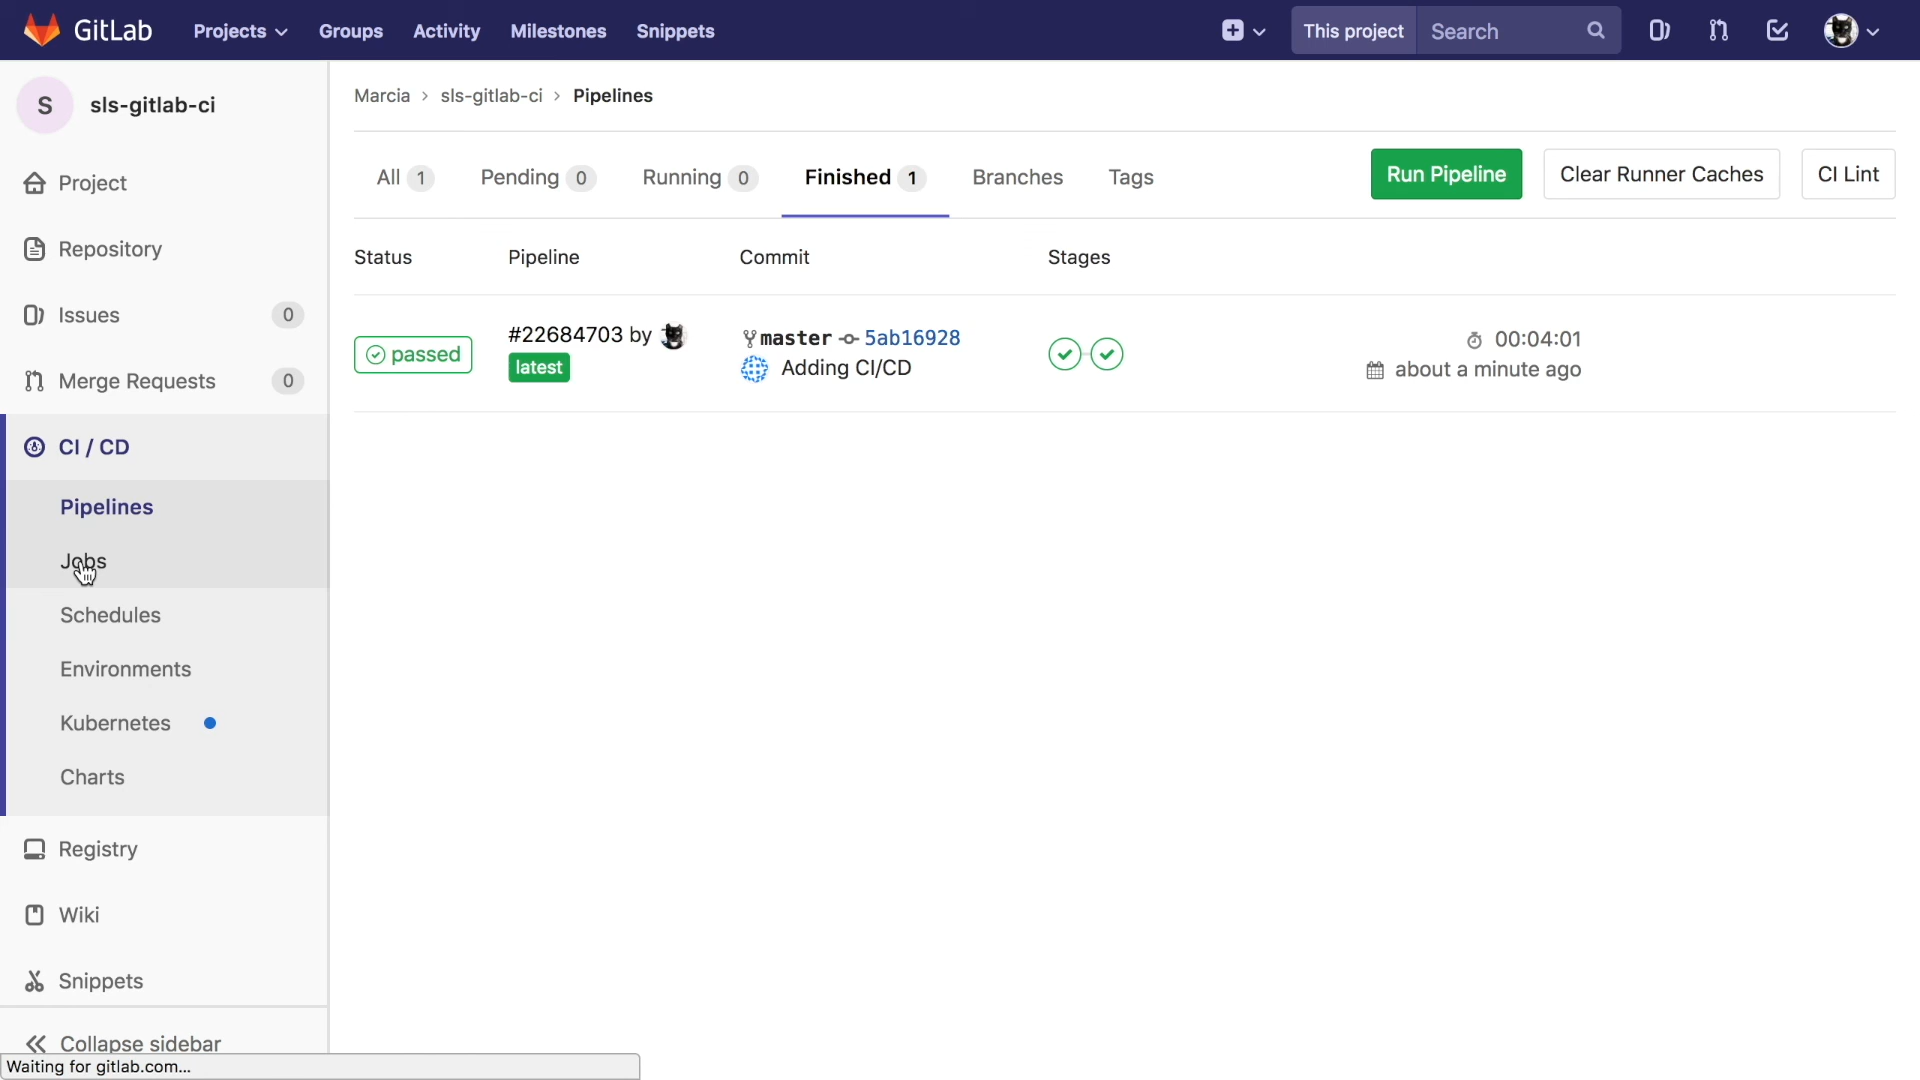 GitLab Projects Groups Activity Milestones Snippets This project Search
S sls-gitlab-ci
Project
Repository
Issues 0
Merge Requests 0
CI / CD
Pipelines
Jobs
Schedules
Environments
Kubernetes
Charts
Registry
Wiki
Snippets
Collapse sidebar
Waiting for gitlab.com...
Marcia > sls-gitlab-ci > Pipelines
All 1 Pending 0 Running 0 Finished 1 Branches Tags Run Pipeline Clear Runner Caches CI Lint
Status Pipeline Commit Stages
passed
#22684703 by
latest
master 5ab16928
Adding CI/CD
00:04:01
about a minute ago